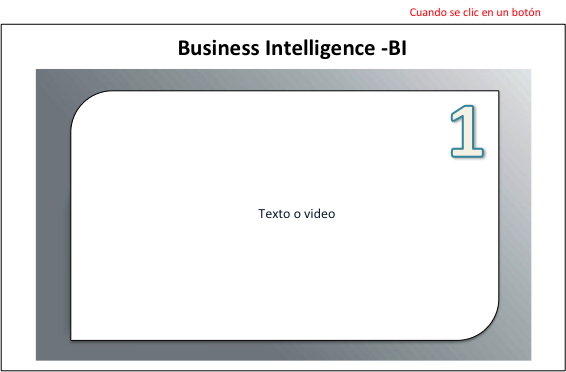 Cuando se clic en un botón
Business Intelligence -BI
1
Texto o video